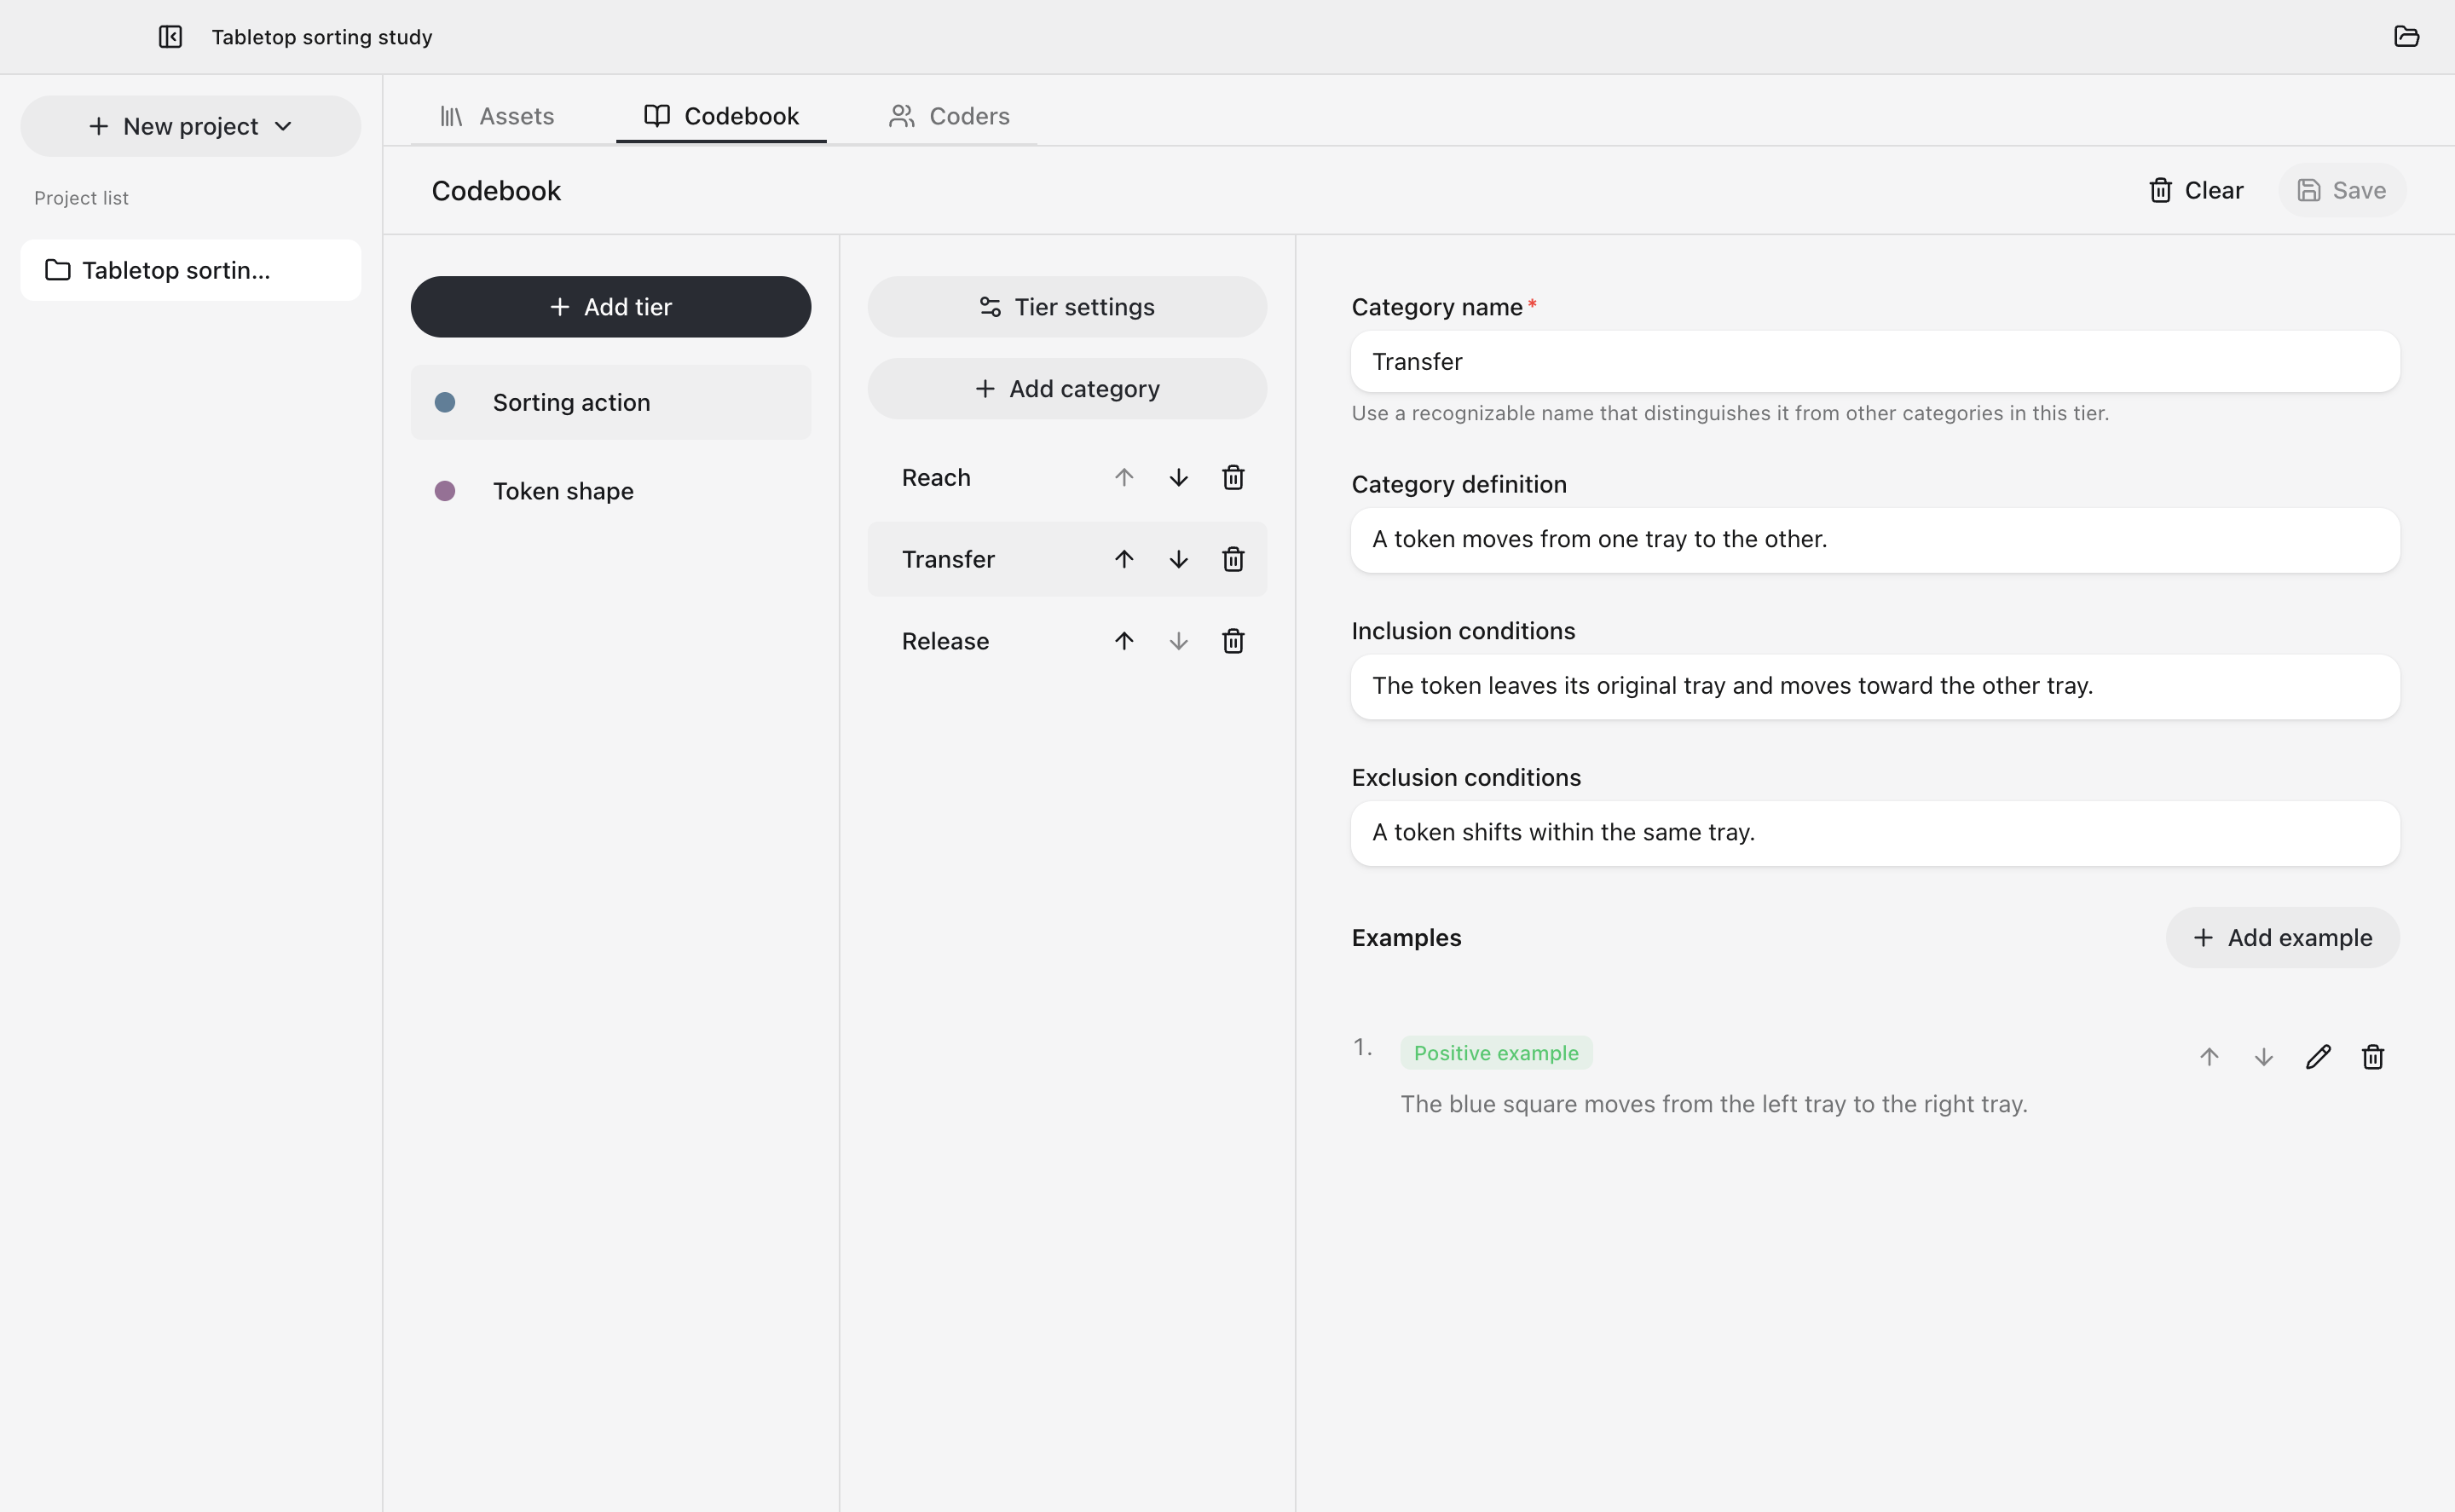 Tabletop sorting study
New project
Project list
Tabletop sortin...
Assets
Codebook
Coders
Codebook
Clear
Save
Add tier
Sorting action
Token shape
Tier settings
Add category
Reach
Transfer
Release
Category name*
Transfer
Use a recognizable name that distinguishes it from other categories in this tier.
Category definition
A token moves from one tray to the other.
Inclusion conditions
The token leaves its original tray and moves toward the other tray.
Exclusion conditions
A token shifts within the same tray.
Examples
Add example
1.
Positive example
The blue square moves from the left tray to the right tray.